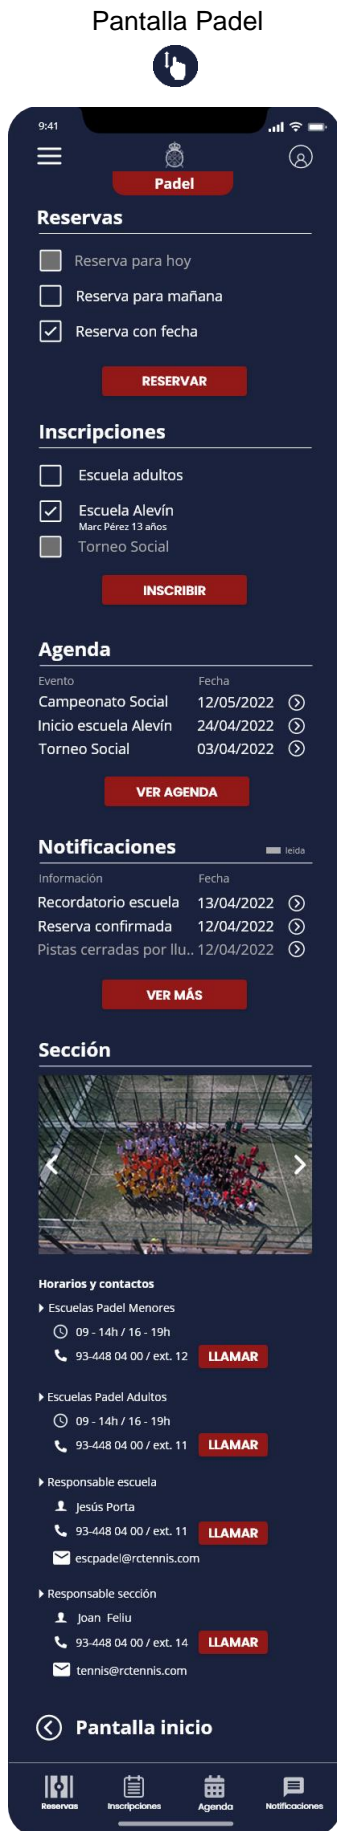 Pantalla Padel
9:41
Padel
Reservas
Reserva para hoy
Reserva para mañana
Reserva con fecha
RESERVAR
Inscripciones
Escuela adultos
Escuela Alevín
Marc Pérez 13 años
Torneo Social
INSCRIBIR
Agenda
Evento Fecha
Campeonato Social 12/05/2022
Inicio escuela Alevín 24/04/2022
Torneo Social 03/04/2022
VER AGENDA
Notificaciones leída
Información Fecha
Recordatorio escuela 13/04/2022
Reserva confirmada 12/04/2022
Pistas cerradas por llu.. 12/04/2022
VER MÁS
Sección
Horarios y contactos
Escuelas Padel Menores
09 - 14h / 16 - 19h
93-448 04 00 / ext. 12 LLAMAR
Escuelas Padel Adultos
09 - 14h / 16 - 19h
93-448 04 00 / ext. 11 LLAMAR
Responsable escuela
Jesús Porta
93-448 04 00 / ext. 11 LLAMAR
escpadel@rctennis.com
Responsable sección
Joan Feliu
93-448 04 00 / ext. 14 LLAMAR
tennis@rctennis.com
Pantalla inicio
Reservas Inscripciones Agenda Notificaciones